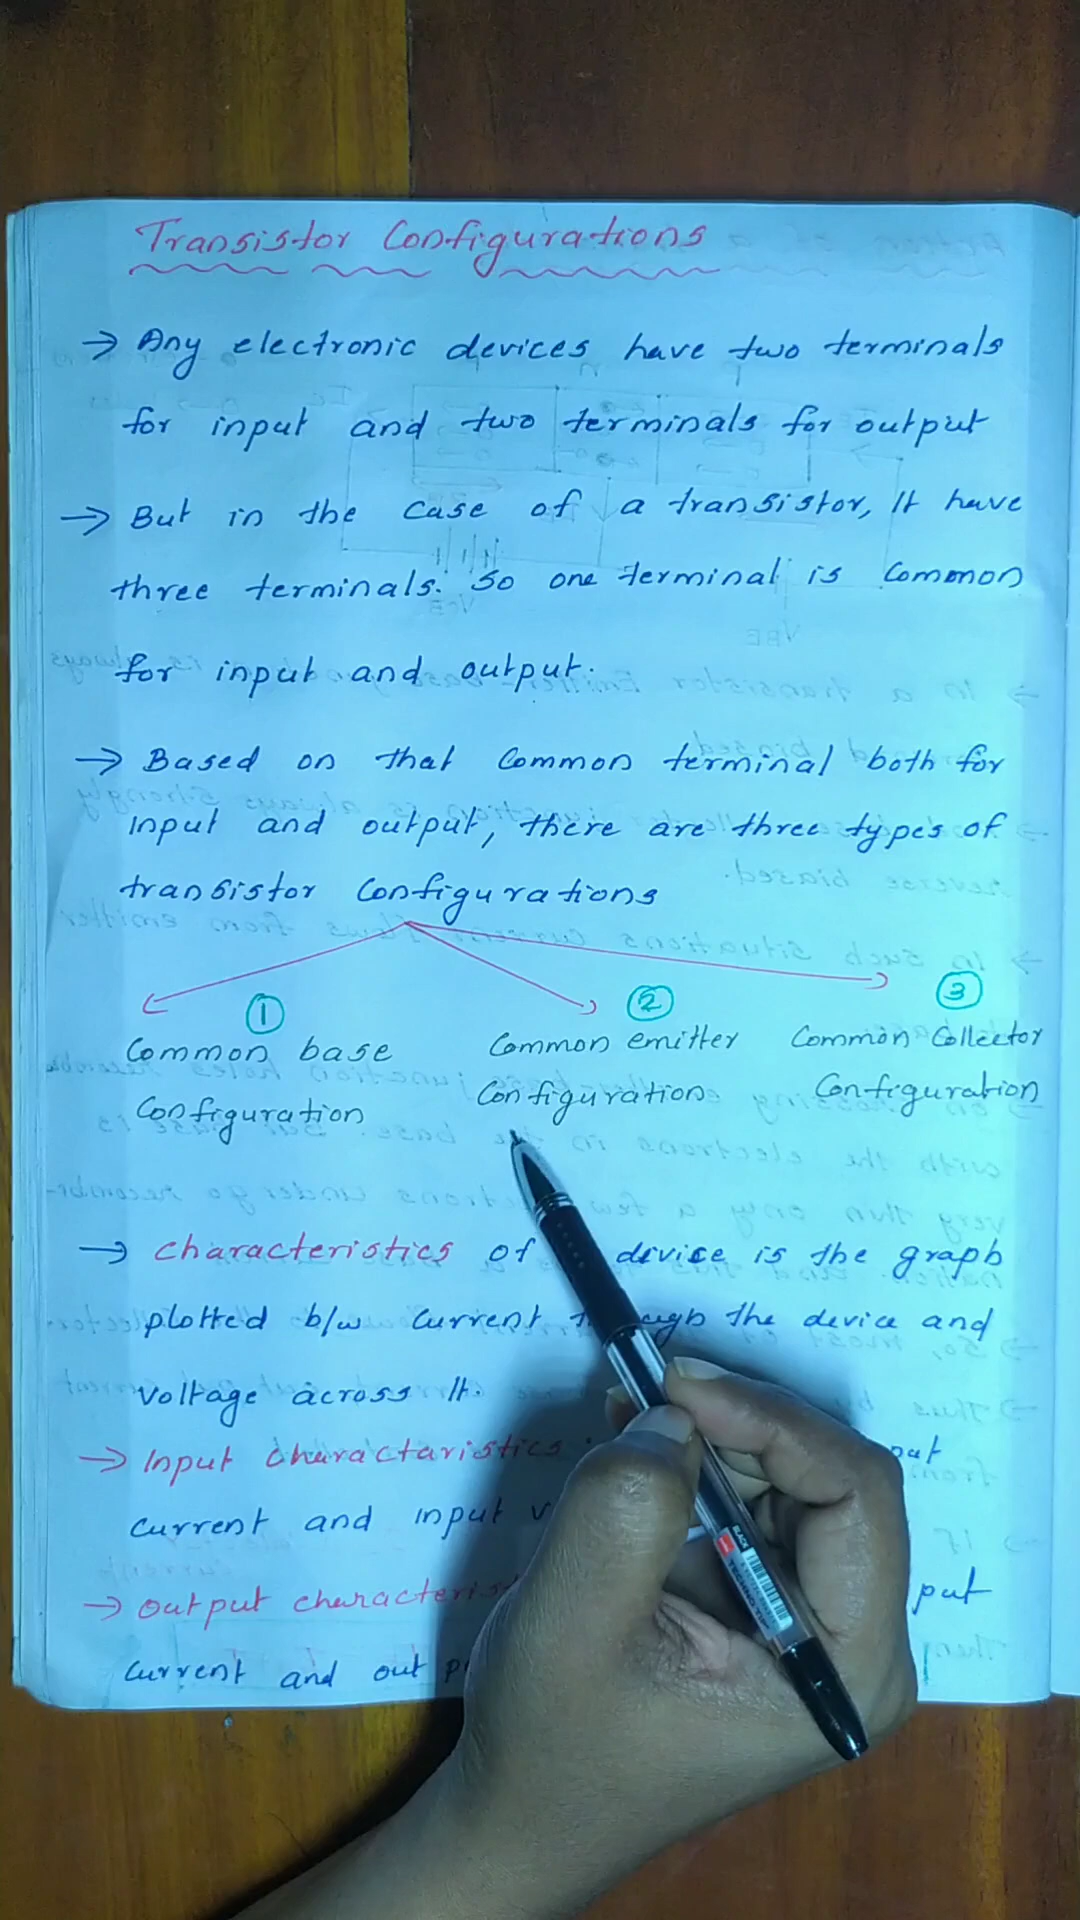 Transistor Configurations
→ Any electronic devices have two terminals
for input and two terminals for output
→ But in the case of a transistor, It have
three terminals. So one terminal is common
for input and output.
→ Based on that common terminal both for
input and output, there are three types of
transistor configurations
① ② ③
Common base Common emitter Common Collector
Configuration Configuration Configuration
→ Characteristics of device is the graph
plotted b/w current the device and
voltage across It.
→ Input charactaristics
current and input
→ Output
put
current and out